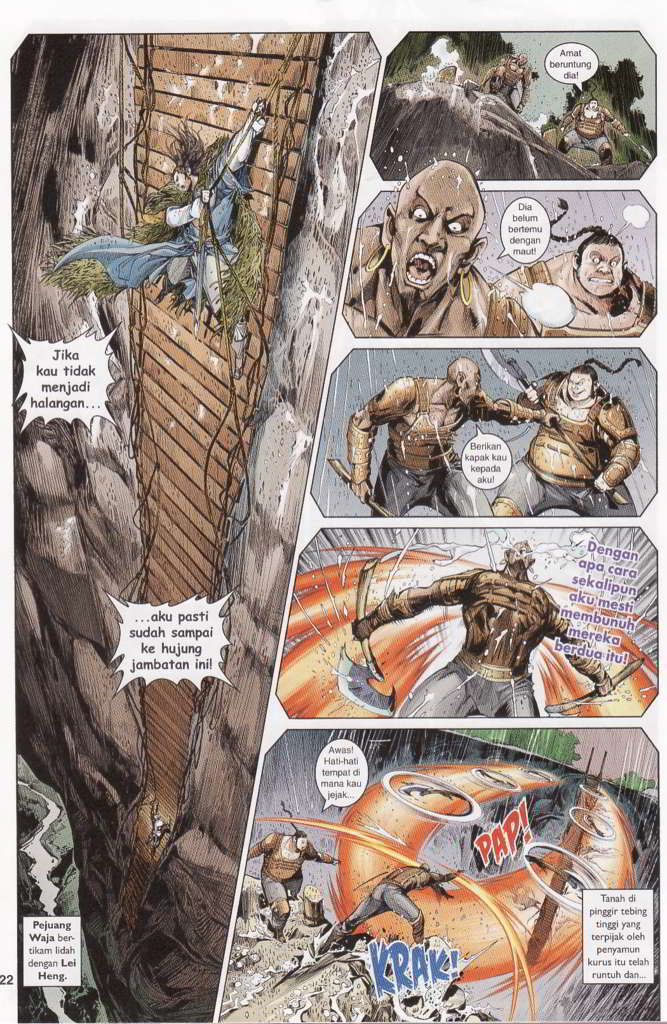 Jika
kau tidak
menjadi
halangan...
...aku pasti
sudah sampai
ke hujung
jambatan ini!
Pejuang
Waja ber-
tikam lidah
dengan Lei
Heng.
22
Amat
beruntung
dia!
Dia
belum
bertemu
dengan
maut!
Berikan
kapak kau
kepada
aku!
Dengan
apa cara
sekalipun
aku mesti
membunuh
mereka
berdua itu!
Awas!
Hati-hati
tempat di
mana kau
jejak...
PAP!
KRAK!
Tanah di
pinggir tebing
tinggi yang
terpijak oleh
penyamun
kurus itu telah
runtuh dan...